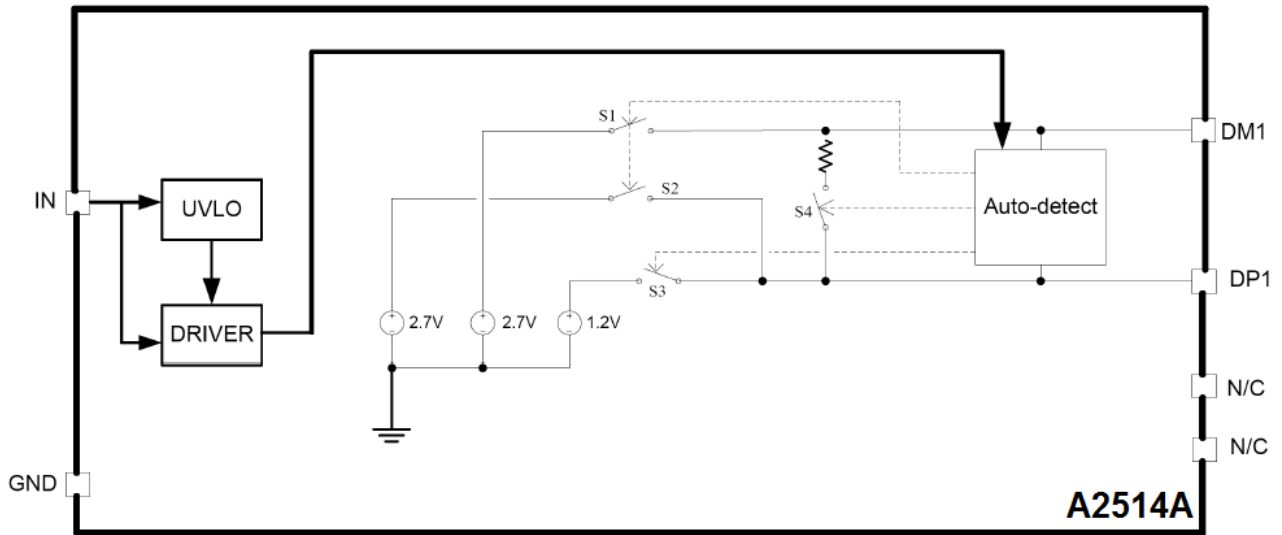 S1
DM1
IN
UVLO
S2
S4
Auto-detect
DP1
S3
DRIVER
2.7V
2.7V
1.2V
N/C
N/C
GND
A2514A